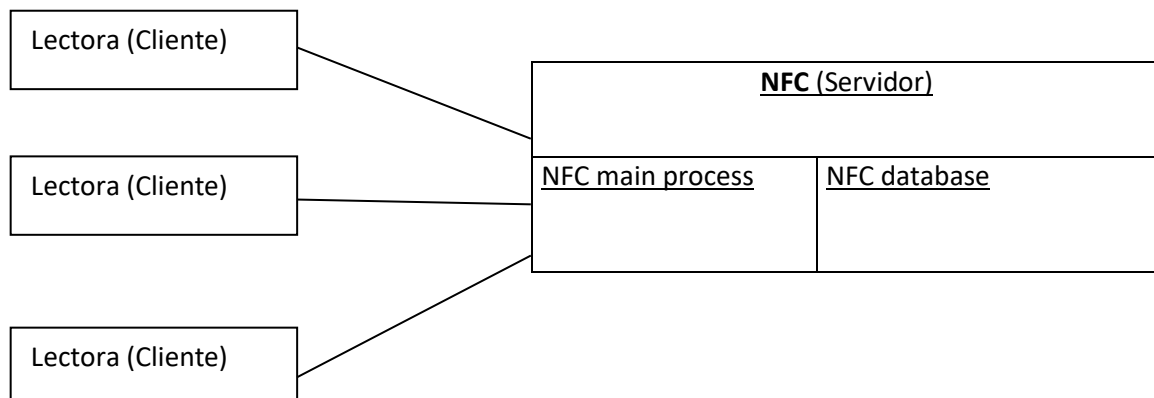 Lectora (Cliente)
NFC (Servidor)
Lectora (Cliente)
NFC main process
NFC database
Lectora (Cliente)